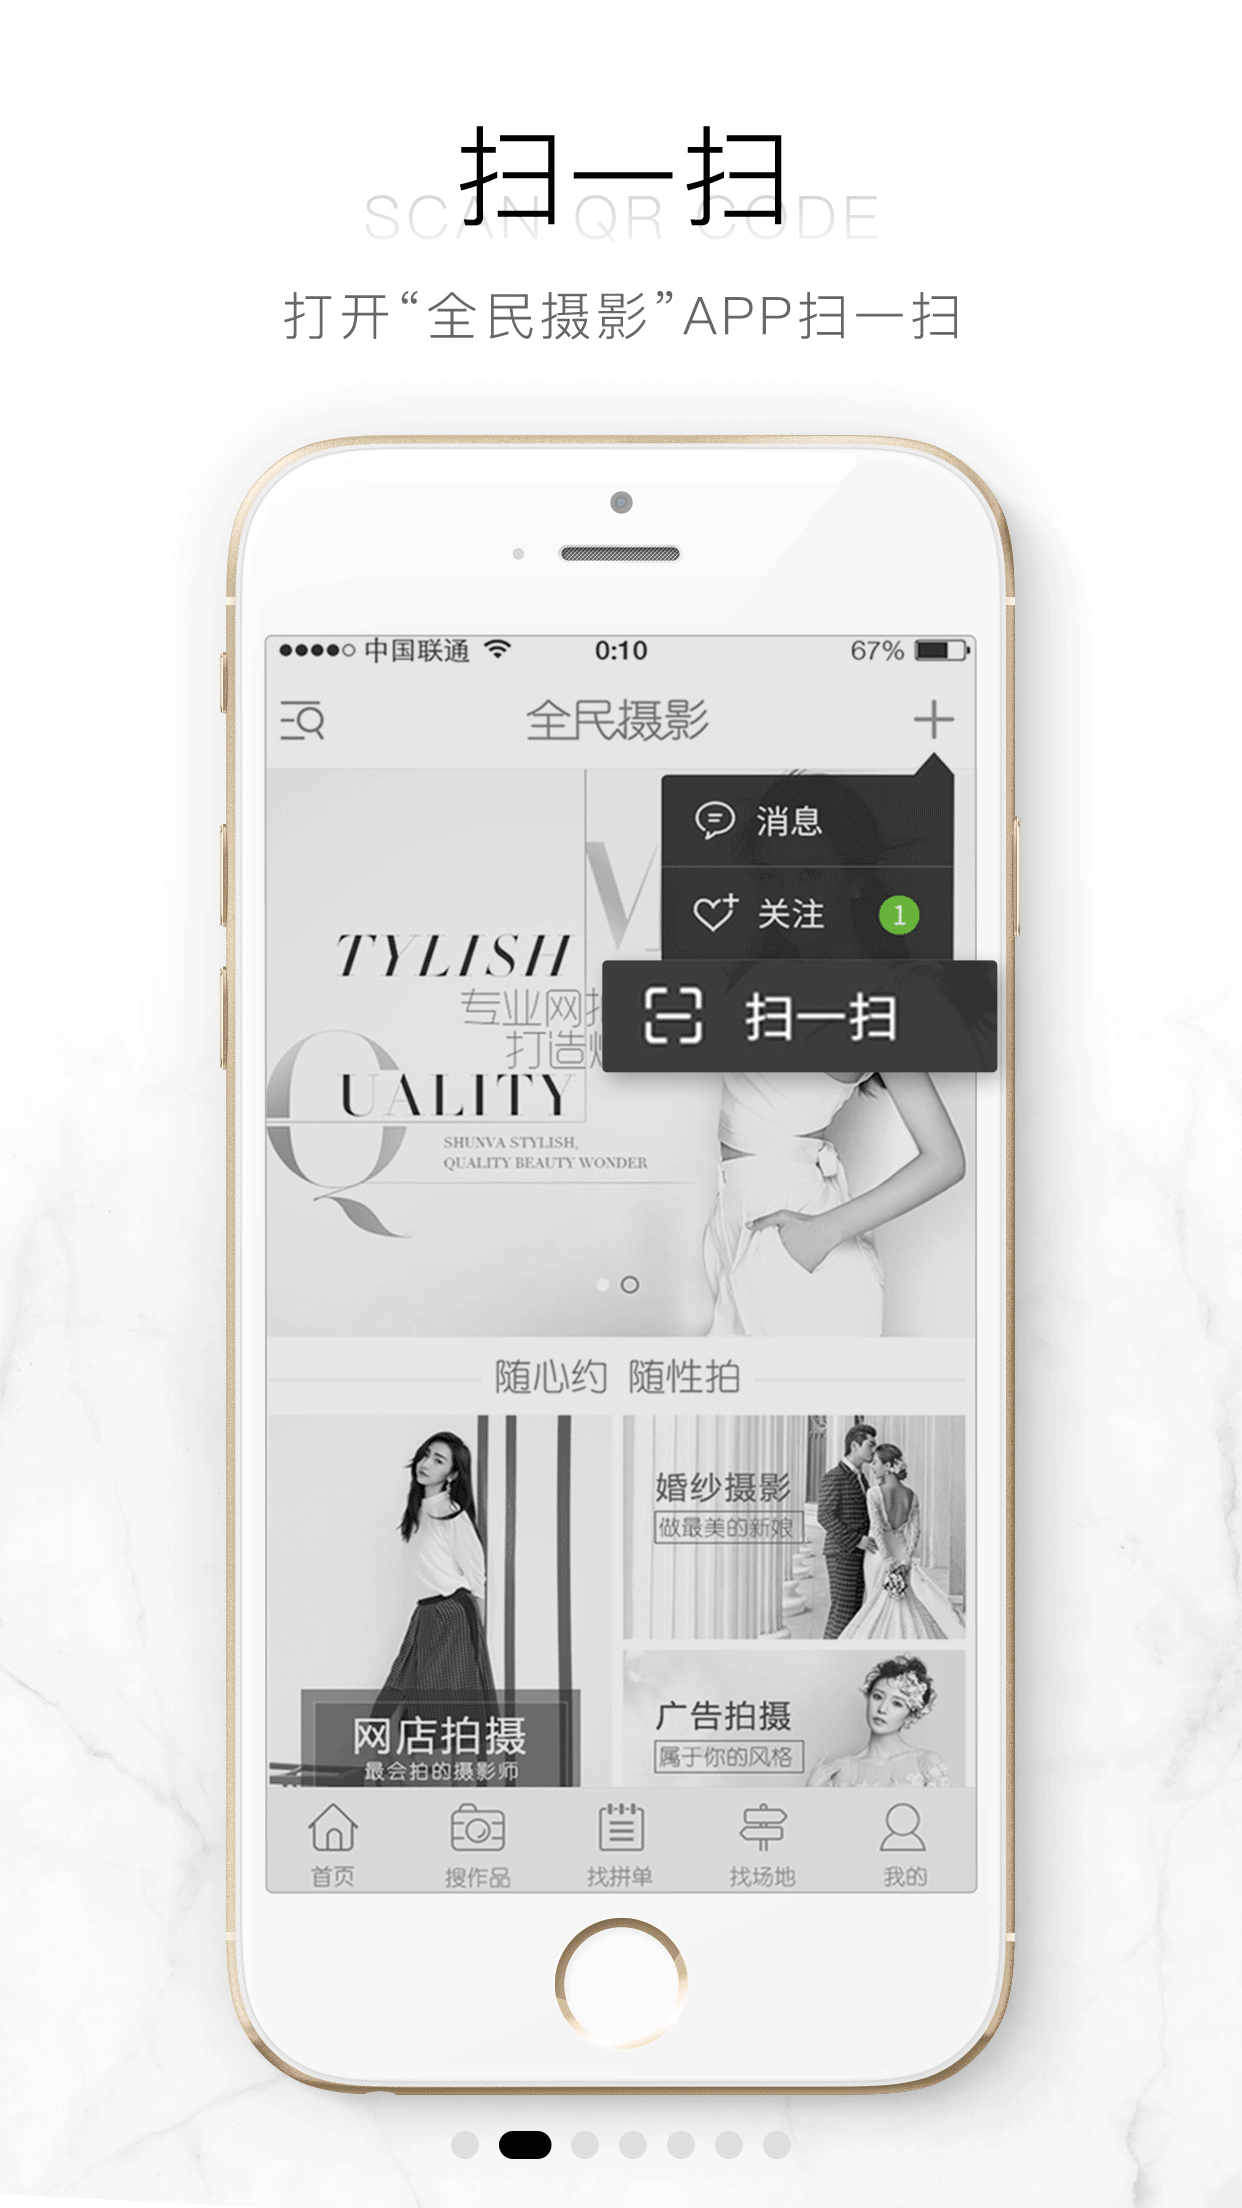 扫一扫
SCAN QR CODE
打开“全民摄影”APP扫一扫
中国联通 0:10 67%
全民摄影
消息
关注 1
扫一扫
TYLISH
专业网
打造
QUALITY
SHUNVA STYLISH,
QUALITY BEAUTY WONDER
随心约 随性拍
婚纱摄影
做最美的新娘
网店拍摄
最会拍的摄影师
广告拍摄
属于你的风格
首页 搜作品 找拼单 找场地 我的